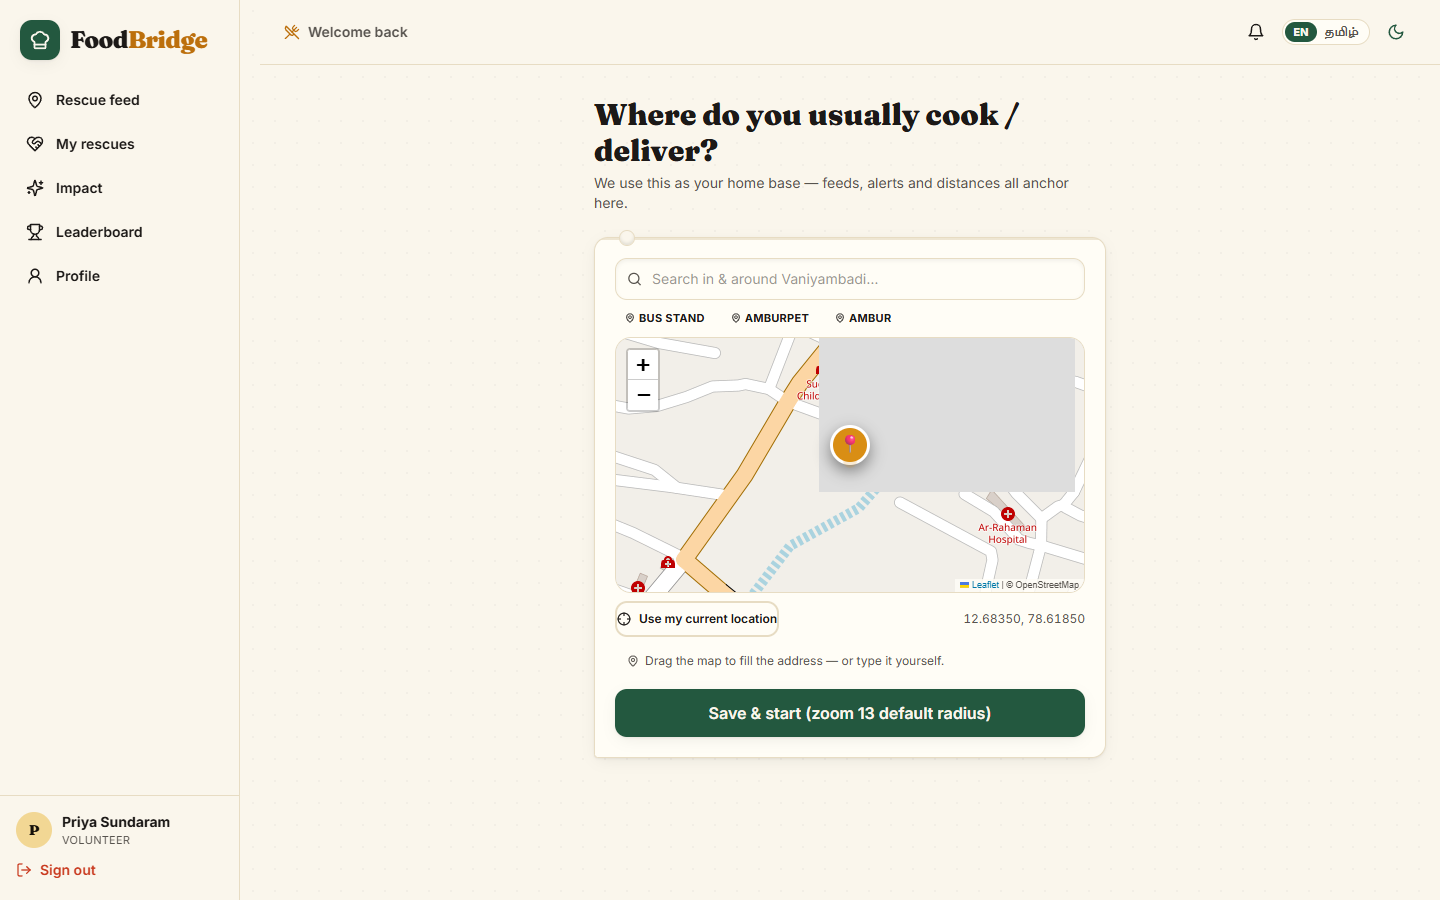 FoodBridge
Welcome back
EN
தமிழ்
Rescue feed
My rescues
Impact
Leaderboard
Profile
Where do you usually cook /
deliver?
We use this as your home base — feeds, alerts and distances all anchor
here.
Search in & around Vaniyambadi...
BUS STAND
AMBURPET
AMBUR
+
−
Su
Child
Ar-Rahaman
Hospital
Leaflet | © OpenStreetMap
Use my current location
12.68350, 78.61850
Drag the map to fill the address — or type it yourself.
Save & start (zoom 13 default radius)
P
Priya Sundaram
VOLUNTEER
Sign out